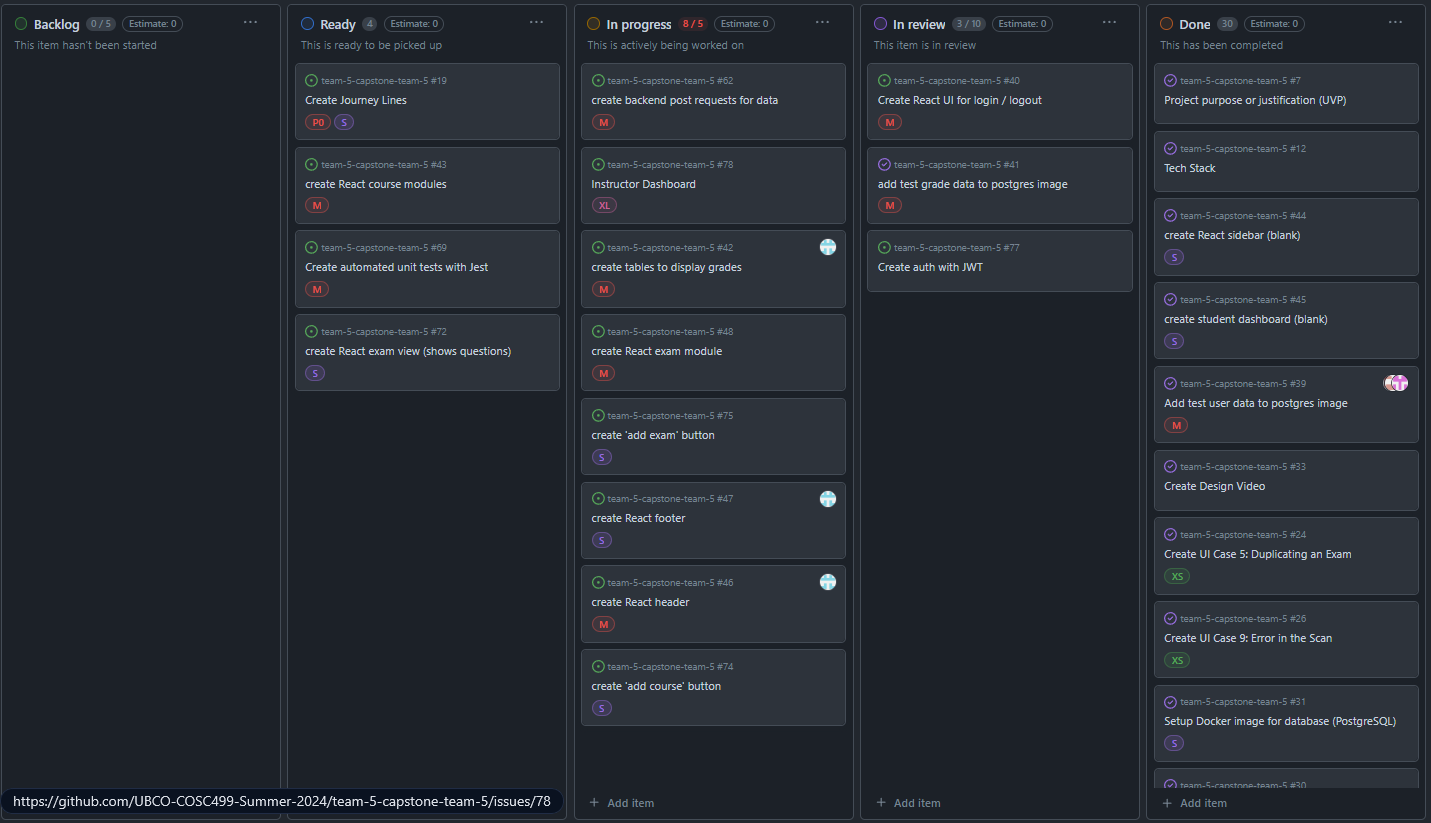 Backlog 0 / 5 Estimate: 0 ...
This item hasn't been started
Ready 4 Estimate: 0 ...
This is ready to be picked up
team-5-capstone-team-5 #19
Create Journey Lines
P0 S
team-5-capstone-team-5 #43
create React course modules
M
team-5-capstone-team-5 #69
Create automated unit tests with Jest
M
team-5-capstone-team-5 #72
create React exam view (shows questions)
S
In progress 8 / 5 Estimate: 0 ...
This is actively being worked on
team-5-capstone-team-5 #62
create backend post requests for data
M
team-5-capstone-team-5 #78
Instructor Dashboard
XL
team-5-capstone-team-5 #42
create tables to display grades
M
team-5-capstone-team-5 #48
create React exam module
M
team-5-capstone-team-5 #75
create 'add exam' button
S
team-5-capstone-team-5 #47
create React footer
S
team-5-capstone-team-5 #46
create React header
M
team-5-capstone-team-5 #74
create 'add course' button
S
+ Add item
In review 3 / 10 Estimate: 0 ...
This item is in review
team-5-capstone-team-5 #40
Create React UI for login / logout
M
team-5-capstone-team-5 #41
add test grade data to postgres image
M
team-5-capstone-team-5 #77
Create auth with JWT
+ Add item
Done 30 Estimate: 0 ...
This has been completed
team-5-capstone-team-5 #7
Project purpose or justification (UVP)
team-5-capstone-team-5 #12
Tech Stack
team-5-capstone-team-5 #44
create React sidebar (blank)
S
team-5-capstone-team-5 #45
create student dashboard (blank)
S
team-5-capstone-team-5 #39
Add test user data to postgres image
M
team-5-capstone-team-5 #33
Create Design Video
team-5-capstone-team-5 #24
Create UI Case 5: Duplicating an Exam
XS
team-5-capstone-team-5 #26
Create UI Case 9: Error in the Scan
XS
team-5-capstone-team-5 #31
Setup Docker image for database (PostgreSQL)
S
team-5-capstone-team-5 #30
+ Add item
https://github.com/UBCO-COSC499-Summer-2024/team-5-capstone-team-5/issues/78